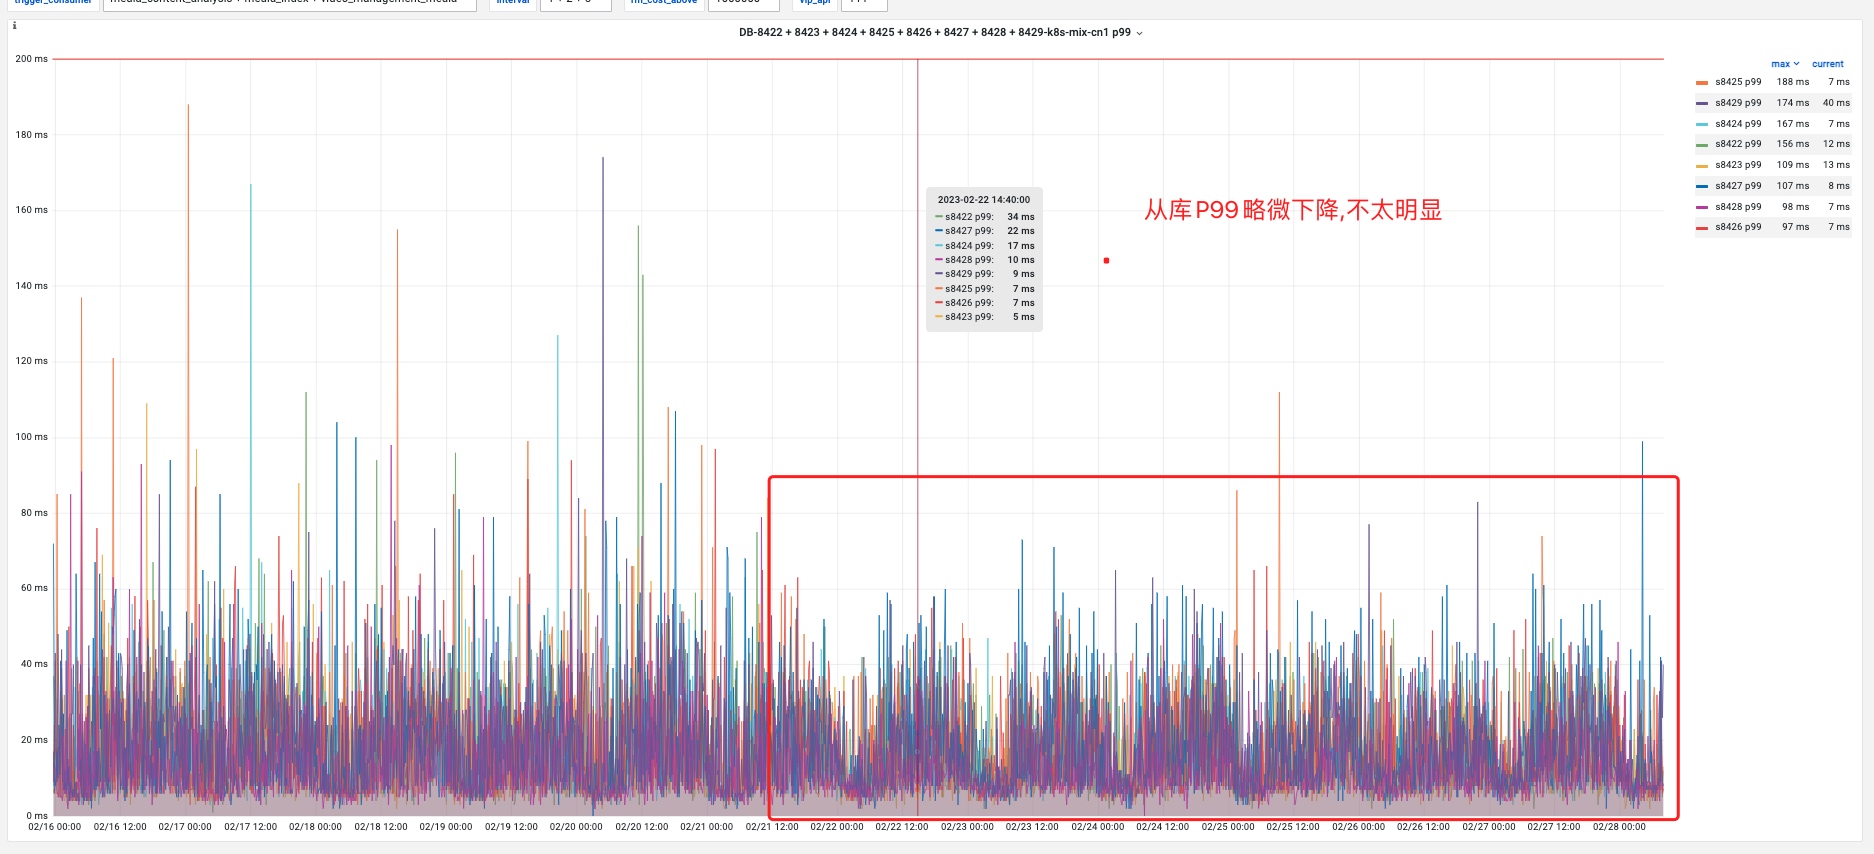 trigger_consumer
media_content_analysis + media_index + video_management_media
interval
rm_cost_above
vip_api
DB-8422 + 8423 + 8424 + 8425 + 8426 + 8427 + 8428 + 8429-k8s-mix-cn1 p99
200 ms
180 ms
160 ms
140 ms
120 ms
100 ms
80 ms
60 ms
40 ms
20 ms
0 ms
max current
s8425 p99 188 ms 7 ms
s8429 p99 174 ms 40 ms
s8424 p99 167 ms 7 ms
s8422 p99 156 ms 12 ms
s8423 p99 109 ms 13 ms
s8427 p99 107 ms 8 ms
s8428 p99 98 ms 7 ms
s8426 p99 97 ms 7 ms
2023-02-22 14:40:00
s8422 p99: 34 ms
s8427 p99: 22 ms
s8424 p99: 17 ms
s8428 p99: 10 ms
s8429 p99: 9 ms
s8425 p99: 7 ms
s8426 p99: 7 ms
s8423 p99: 5 ms
从库P99略微下降,不太明显
02/16 00:00 02/16 12:00 02/17 00:00 02/17 12:00 02/18 00:00 02/18 12:00 02/19 00:00 02/19 12:00 02/20 00:00 02/20 12:00 02/21 00:00 02/21 12:00 02/22 00:00 02/22 12:00 02/23 00:00 02/23 12:00 02/24 00:00 02/24 12:00 02/25 00:00 02/25 12:00 02/26 00:00 02/26 12:00 02/27 00:00 02/27 12:00 02/28 00:00